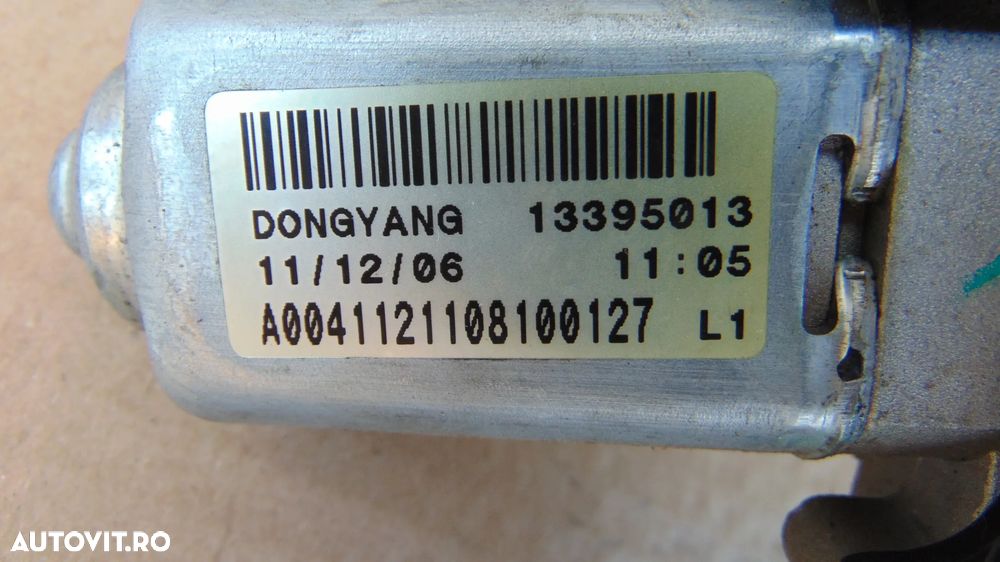 DONGYANG 13395013
11/12/06 11:05
A0041121108100127 L1
AUTOVIT.RO